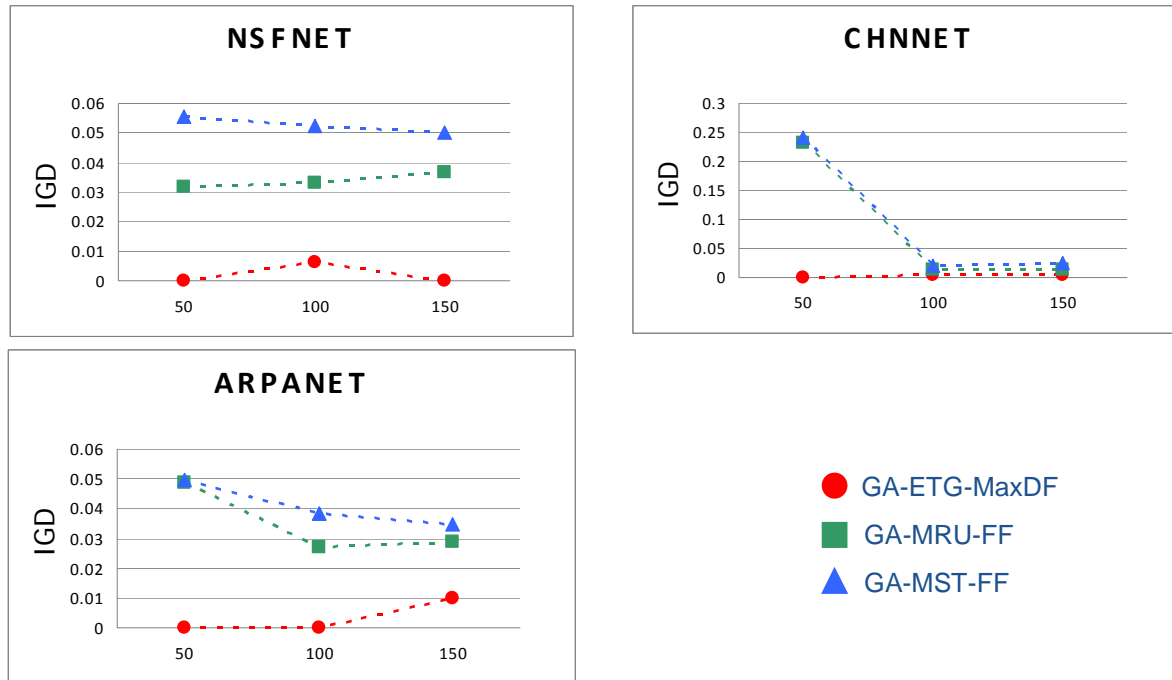 NSFNET
IGD
0.06
0.05
0.04
0.03
0.02
0.01
0
50 100 150
CHNNET
IGD
0.3
0.25
0.2
0.15
0.1
0.05
0
50 100 150
ARPANET
IGD
0.06
0.05
0.04
0.03
0.02
0.01
0
50 100 150
GA-ETG-MaxDF
GA-MRU-FF
GA-MST-FF